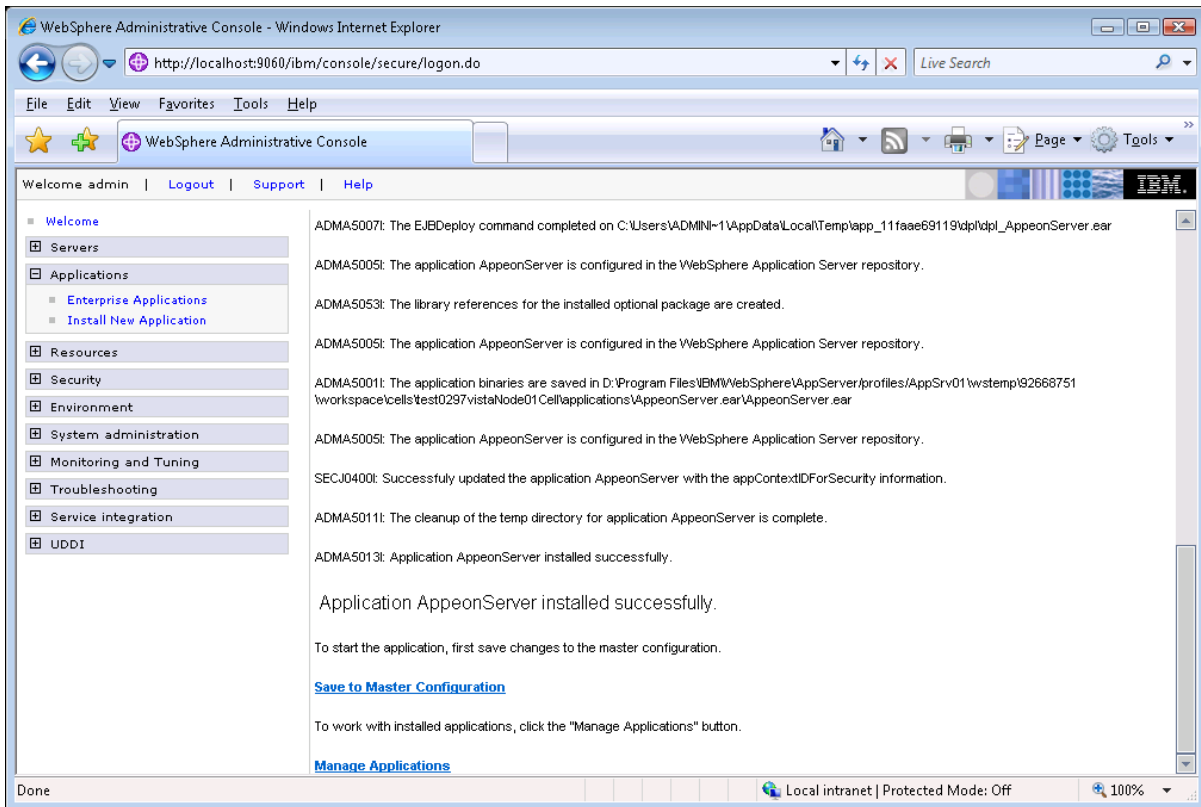 WebSphere Administrative Console - Windows Internet Explorer
http://localhost:9060/ibm/console/secure/logon.do
Live Search
File Edit View Favorites Tools Help
WebSphere Administrative Console
Page
Tools
Welcome admin | Logout | Support | Help
IBM.
Welcome
Servers
Applications
Enterprise Applications
Install New Application
Resources
Security
Environment
System administration
Monitoring and Tuning
Troubleshooting
Service integration
UDDI
ADMA5007I: The EJBDeploy command completed on C:\Users\ADMINI~1\AppData\Local\Temp\app_11faae69119\dpl\dpl_AppeonServer.ear
ADMA5005I: The application AppeonServer is configured in the WebSphere Application Server repository.
ADMA5053I: The library references for the installed optional package are created.
ADMA5005I: The application AppeonServer is configured in the WebSphere Application Server repository.
ADMA5001I: The application binaries are saved in D:\Program Files\IBM\WebSphere\AppServer/profiles/AppSrv01\wstemp\92668751
\workspace\cells\test0297vistaNode01Cell\applications\AppeonServer.ear\AppeonServer.ear
ADMA5005I: The application AppeonServer is configured in the WebSphere Application Server repository.
SECJ0400I: Successfuly updated the application AppeonServer with the appContextIDForSecurity information.
ADMA5011I: The cleanup of the temp directory for application AppeonServer is complete.
ADMA5013I: Application AppeonServer installed successfully.
Application AppeonServer installed successfully.
To start the application, first save changes to the master configuration.
Save to Master Configuration
To work with installed applications, click the "Manage Applications" button.
Manage Applications
Done
Local intranet | Protected Mode: Off
100%